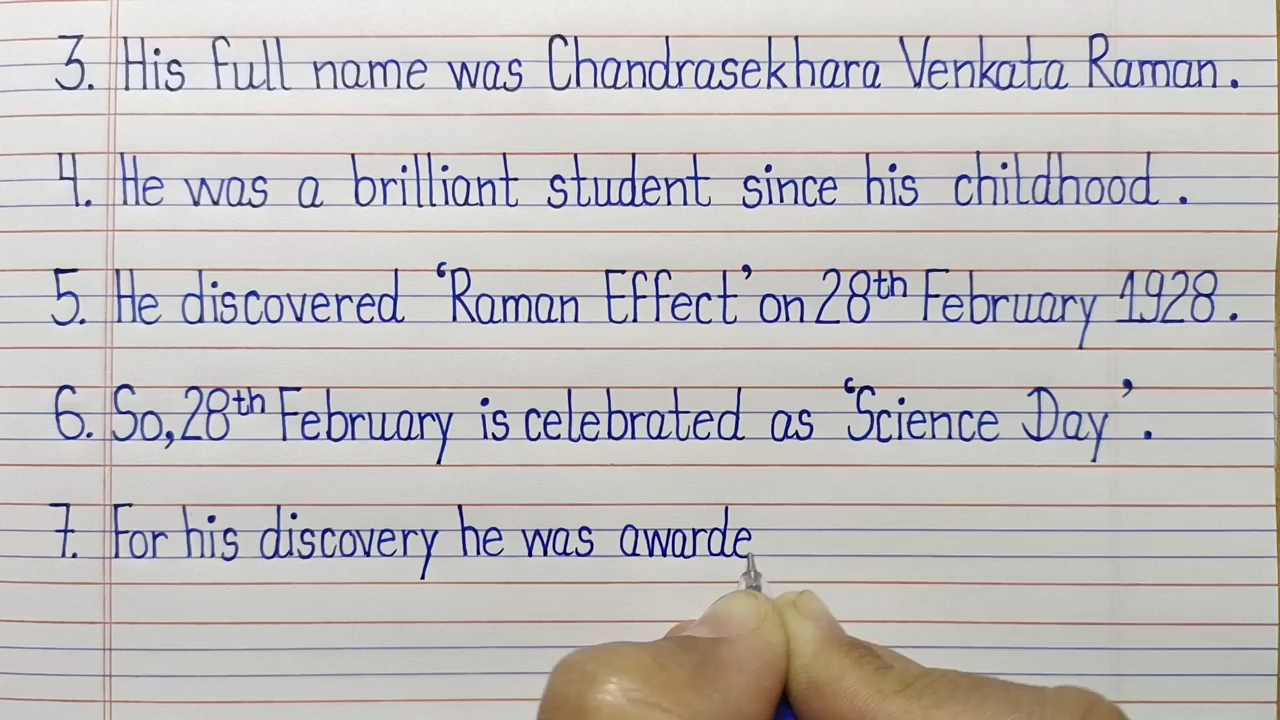 3. His full name was Chandrasekhara Venkata Raman.
4. He was a brilliant student since his childhood.
5. He discovered ‘Raman Effect’ on 28th February 1928.
6. So, 28th February is celebrated as ‘Science Day’.
7. For his discovery he was awarde